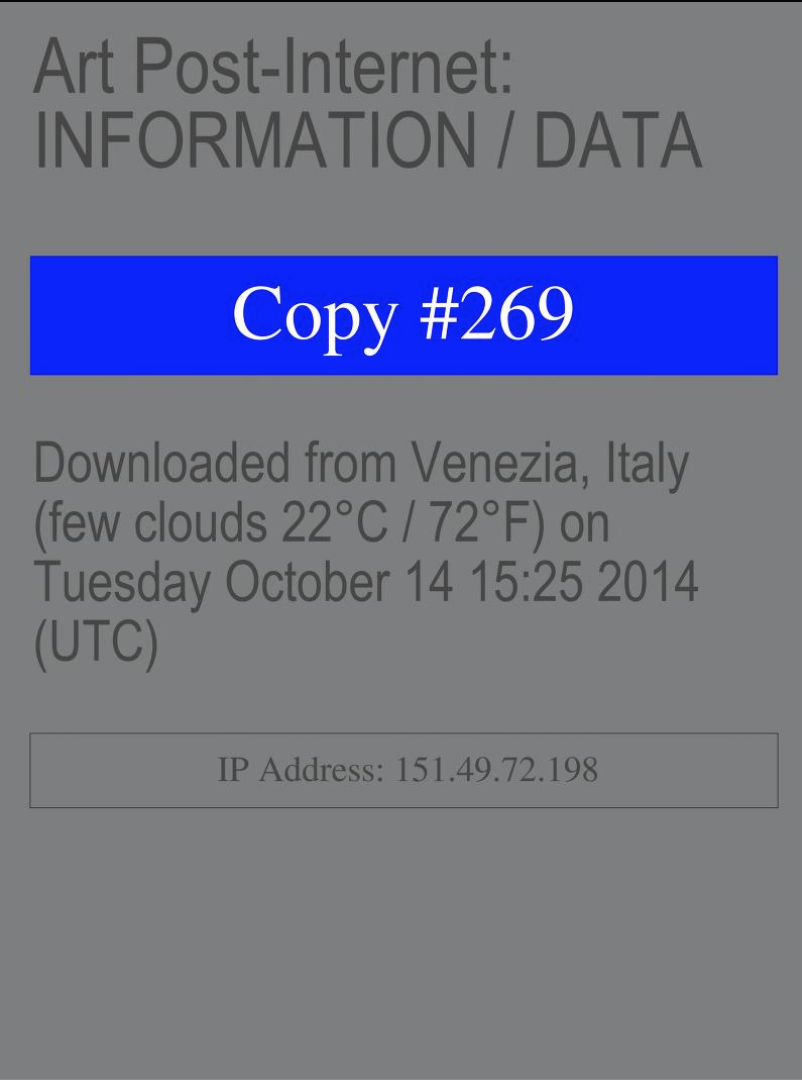 Art Post-Internet:
INFORMATION / DATA
Copy #269
Downloaded from Venezia, Italy
(few clouds 22°C / 72°F) on
Tuesday October 14 15:25 2014
(UTC)
IP Address: 151.49.72.198